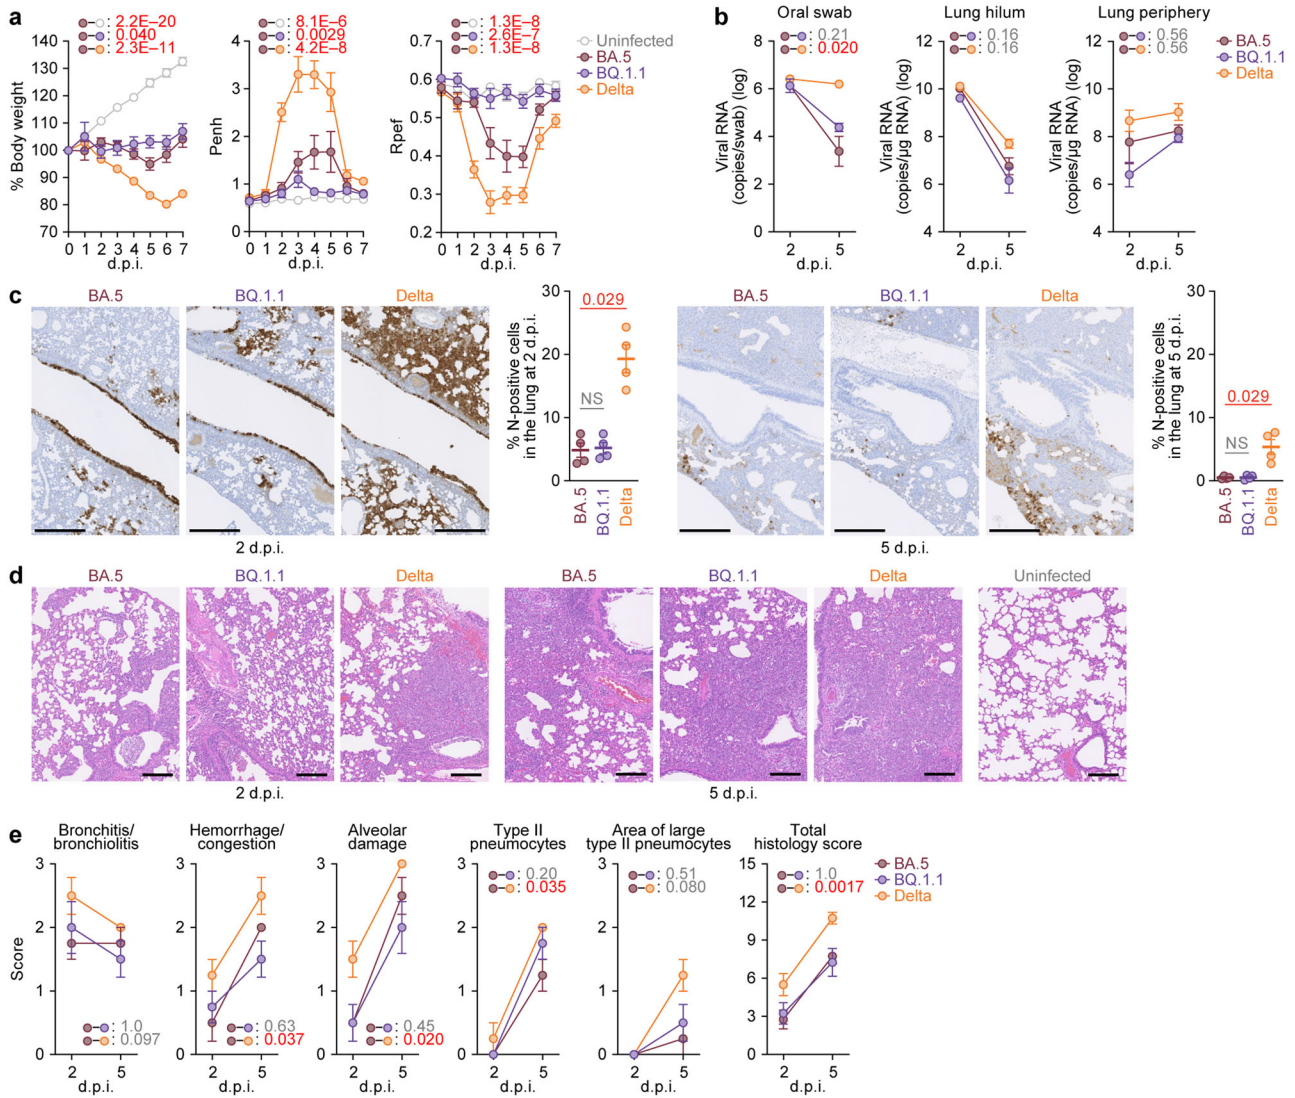 a
: 2.2E–20
: 0.040
: 2.3E–11
% Body weight
140
130
120
110
100
90
80
70
0 1 2 3 4 5 6 7
d.p.i.
: 8.1E–6
: 0.0029
: 4.2E–8
Penh
4
3
2
1
0
0 1 2 3 4 5 6 7
d.p.i.
: 1.3E–8
: 2.6E–7
: 1.3E–8
Rpef
0.7
0.6
0.5
0.4
0.3
0.2
0 1 2 3 4 5 6 7
d.p.i.
Uninfected
BA.5
BQ.1.1
Delta
b
Oral swab
: 0.21
: 0.020
Viral RNA
(copies/swab) (log)
8
6
4
2
0
2 5
d.p.i.
Lung hilum
: 0.16
: 0.16
Viral RNA
(copies/μg RNA) (log)
12
10
8
6
4
2 5
d.p.i.
Lung periphery
: 0.56
: 0.56
Viral RNA
(copies/μg RNA) (log)
12
10
8
6
4
2 5
d.p.i.
BA.5
BQ.1.1
Delta
c
BA.5 BQ.1.1 Delta
2 d.p.i.
% N-positive cells
in the lung at 2 d.p.i.
30
20
10
0
0.029
NS
BA.5
BQ.1.1
Delta
BA.5 BQ.1.1 Delta
5 d.p.i.
% N-positive cells
in the lung at 5 d.p.i.
30
20
10
0
0.029
NS
BA.5
BQ.1.1
Delta
d
BA.5 BQ.1.1 Delta
2 d.p.i.
BA.5 BQ.1.1 Delta
5 d.p.i.
Uninfected
e
Bronchitis/
bronchiolitis
Score
3
2
1
0
: 1.0
: 0.097
2 5
d.p.i.
Hemorrhage/
congestion
3
2
1
0
: 0.63
: 0.037
2 5
d.p.i.
Alveolar
damage
3
2
1
0
: 0.45
: 0.020
2 5
d.p.i.
Type II
pneumocytes
: 0.20
: 0.035
3
2
1
0
2 5
d.p.i.
Area of large
type II pneumocytes
: 0.51
: 0.080
3
2
1
0
2 5
d.p.i.
Total
histology score
: 1.0
: 0.0017
15
12
9
6
3
0
2 5
d.p.i.
BA.5
BQ.1.1
Delta